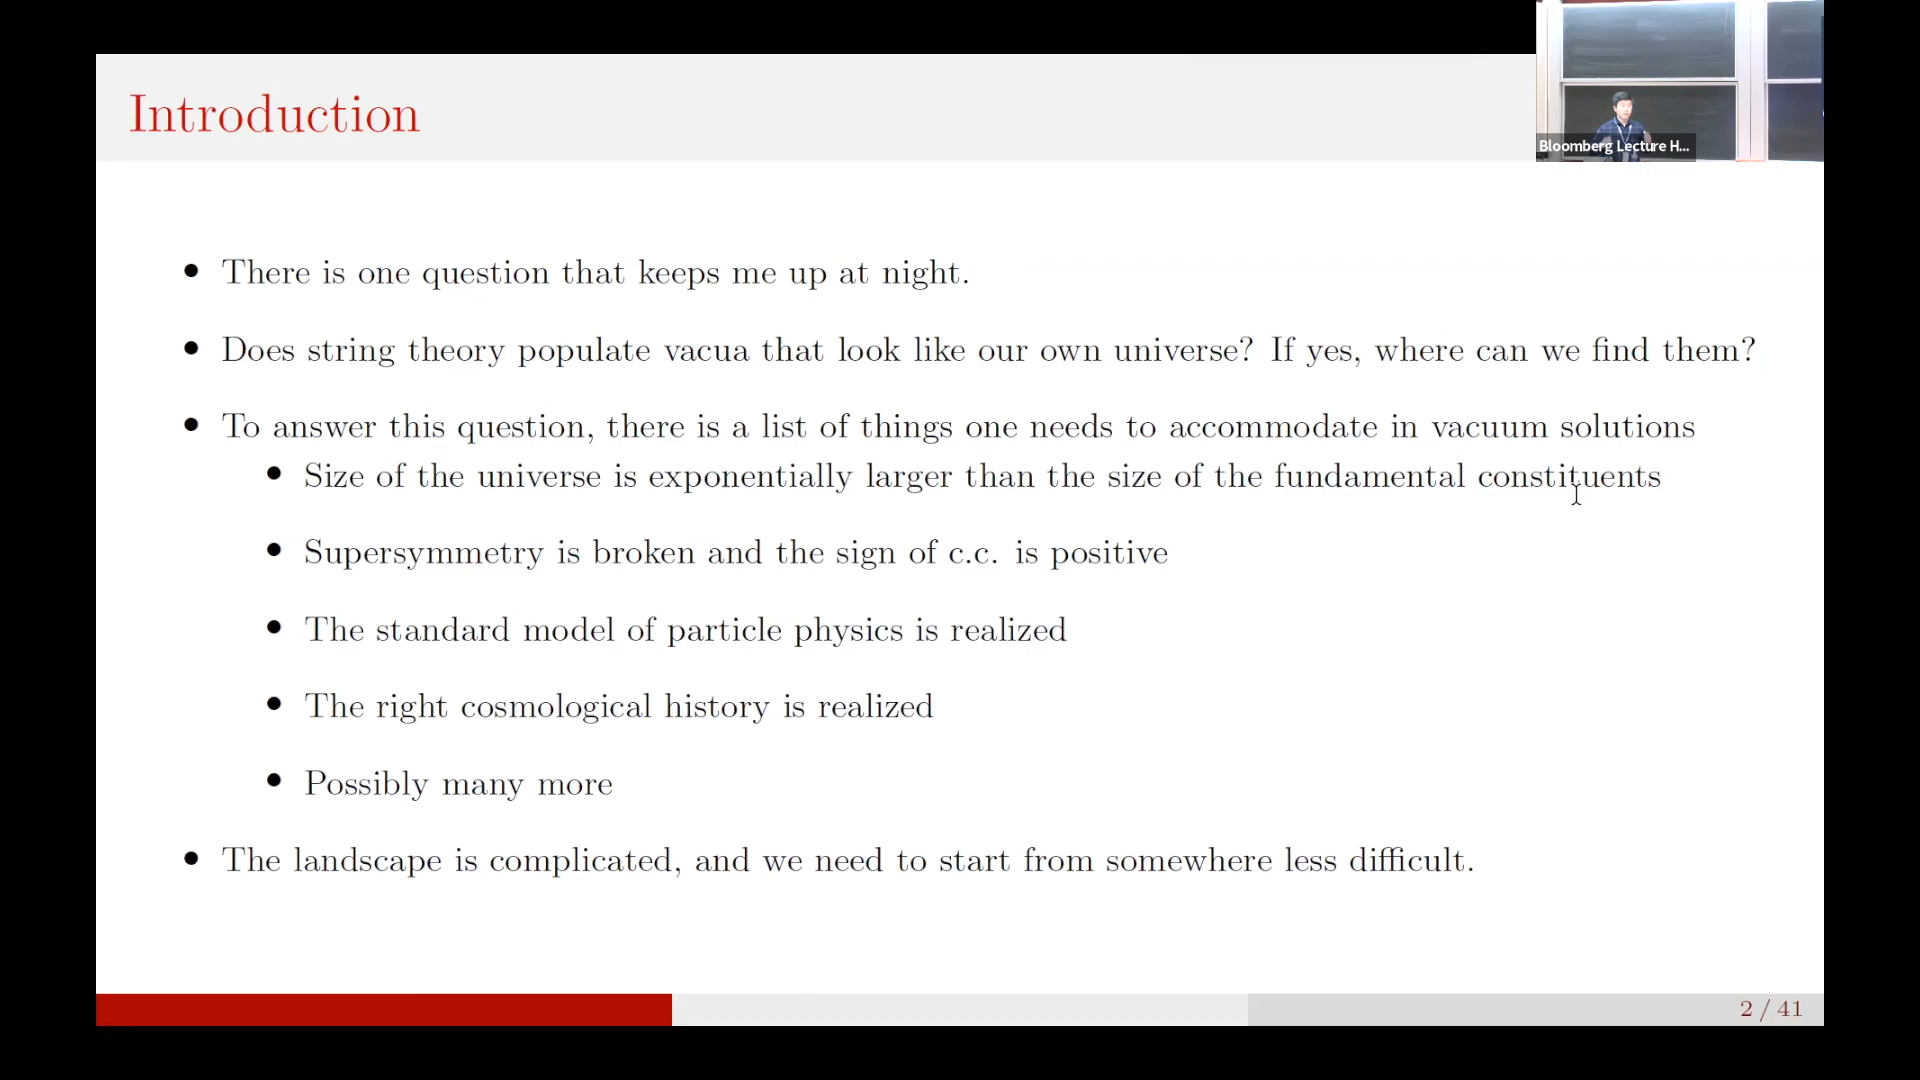 Introduction
Bloomberg Lecture H...
• There is one question that keeps me up at night.
• Does string theory populate vacua that look like our own universe? If yes, where can we find them?
• To answer this question, there is a list of things one needs to accommodate in vacuum solutions
• Size of the universe is exponentially larger than the size of the fundamental constituents
• Supersymmetry is broken and the sign of c.c. is positive
• The standard model of particle physics is realized
• The right cosmological history is realized
• Possibly many more
• The landscape is complicated, and we need to start from somewhere less difficult.
2 / 41